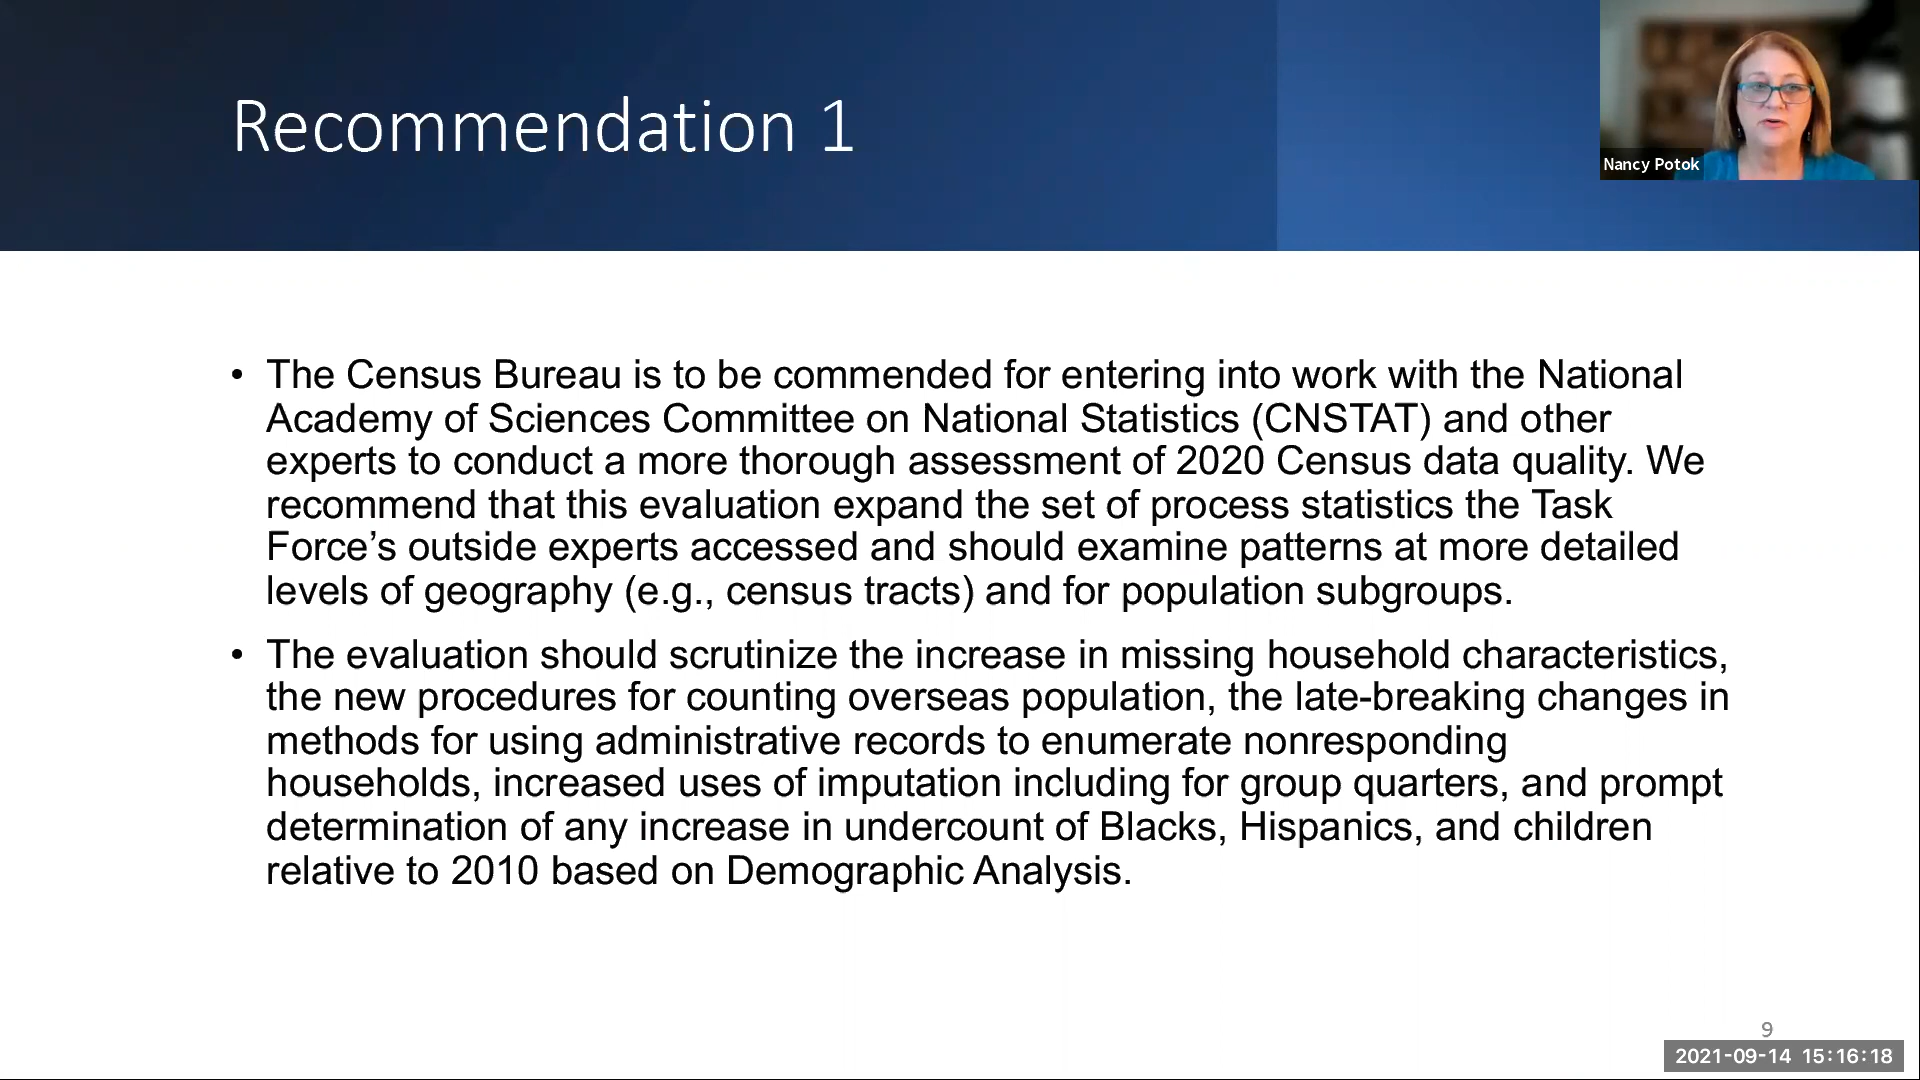 Recommendation 1
Nancy Potok
• The Census Bureau is to be commended for entering into work with the National
Academy of Sciences Committee on National Statistics (CNSTAT) and other
experts to conduct a more thorough assessment of 2020 Census data quality. We
recommend that this evaluation expand the set of process statistics the Task
Force’s outside experts accessed and should examine patterns at more detailed
levels of geography (e.g., census tracts) and for population subgroups.
• The evaluation should scrutinize the increase in missing household characteristics,
the new procedures for counting overseas population, the late-breaking changes in
methods for using administrative records to enumerate nonresponding
households, increased uses of imputation including for group quarters, and prompt
determination of any increase in undercount of Blacks, Hispanics, and children
relative to 2010 based on Demographic Analysis.
9
2021-09-14 15:16:18